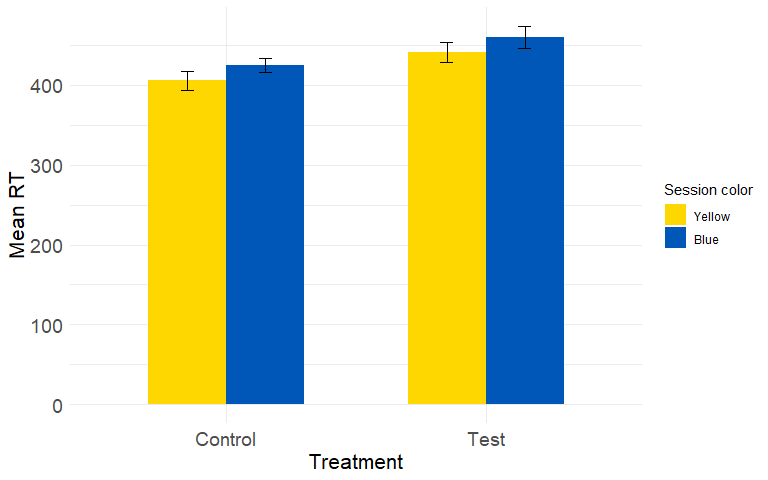 Mean RT
400
300
200
100
0
Control
Test
Treatment
Session color
Yellow
Blue